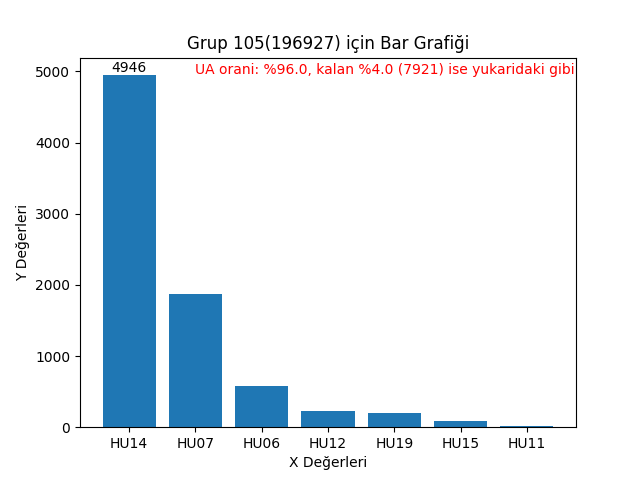 Grup 105(196927) için Bar Grafiği
4946
UA orani: %96.0, kalan %4.0 (7921) ise yukaridaki gibi
5000
4000
3000
2000
1000
0
Y Değerleri
HU14 HU07 HU06 HU12 HU19 HU15 HU11
X Değerleri